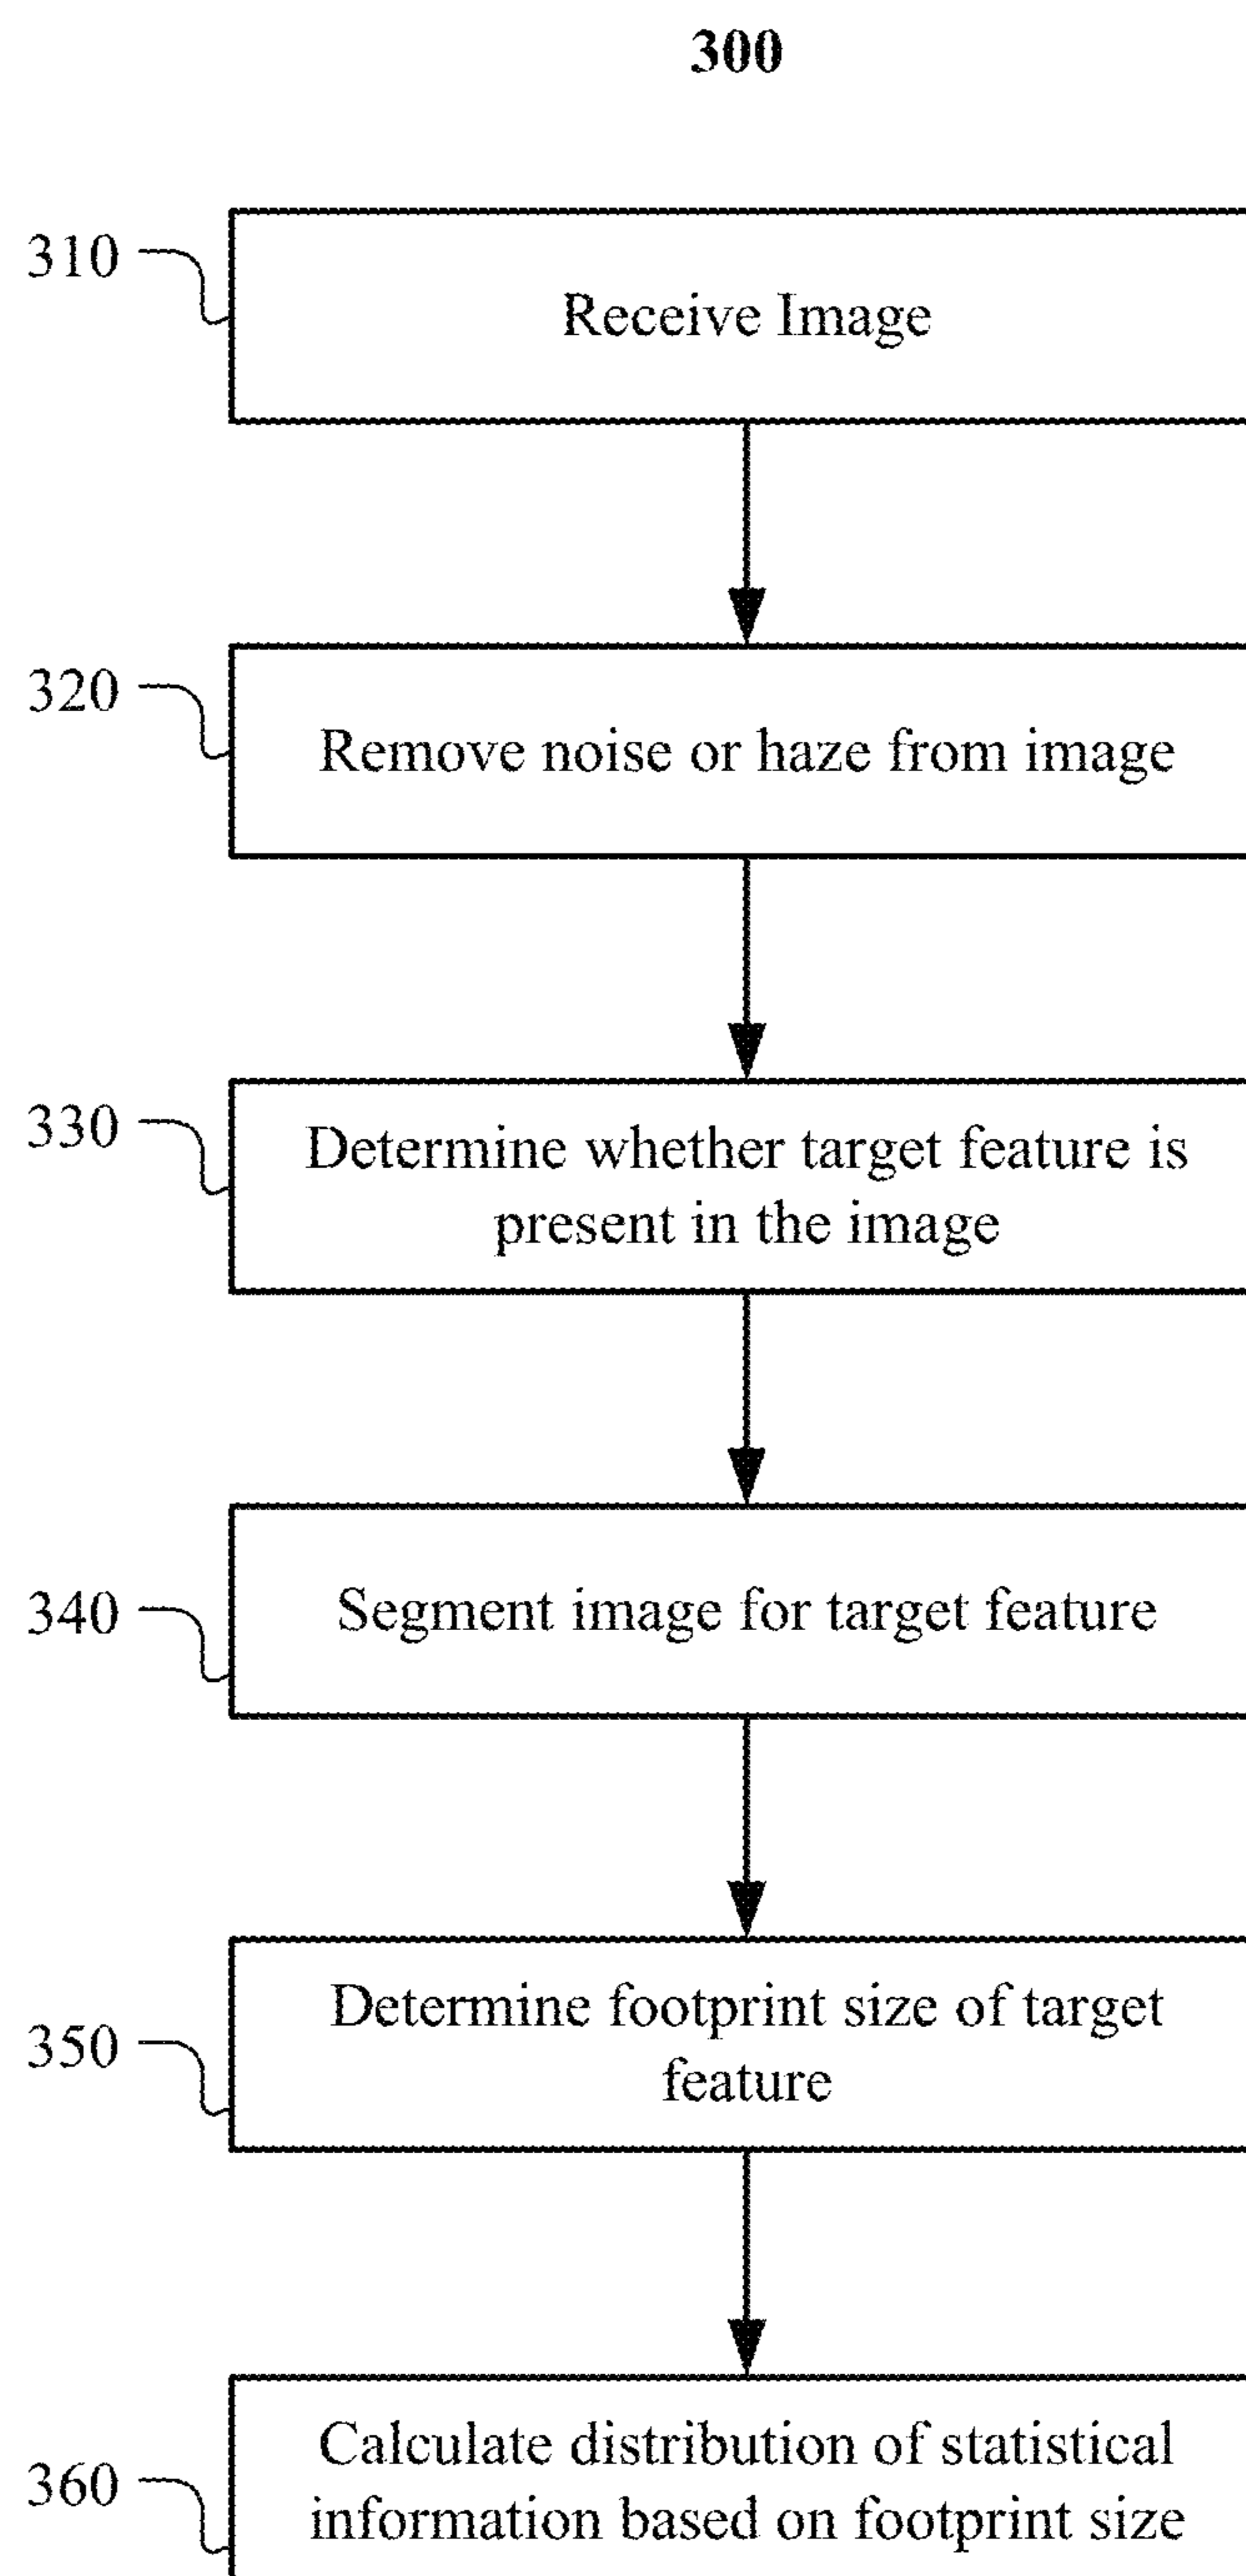 300
310
Receive Image
320
Remove noise or haze from image
330
Determine whether target feature is
present in the image
340
Segment image for target feature
350
Determine footprint size of target
feature
360
Calculate distribution of statistical
information based on footprint size